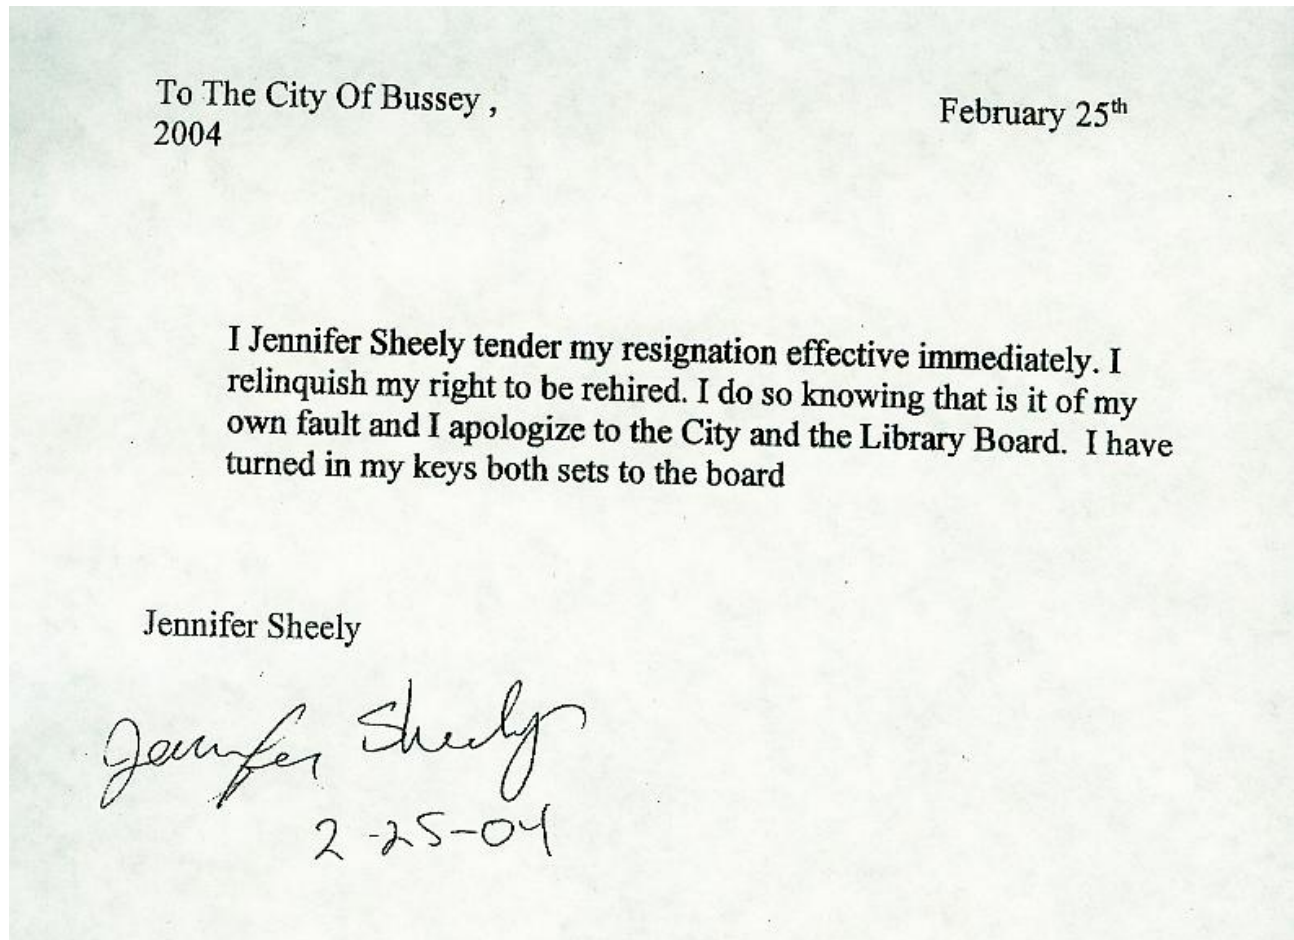 To The City Of Bussey , February 25th
2004
I Jennifer Sheely tender my resignation effective immediately. I
relinquish my right to be rehired. I do so knowing that is it of my
own fault and I apologize to the City and the Library Board. I have
turned in my keys both sets to the board
Jennifer Sheely
Jennifer Sheely
2-25-04